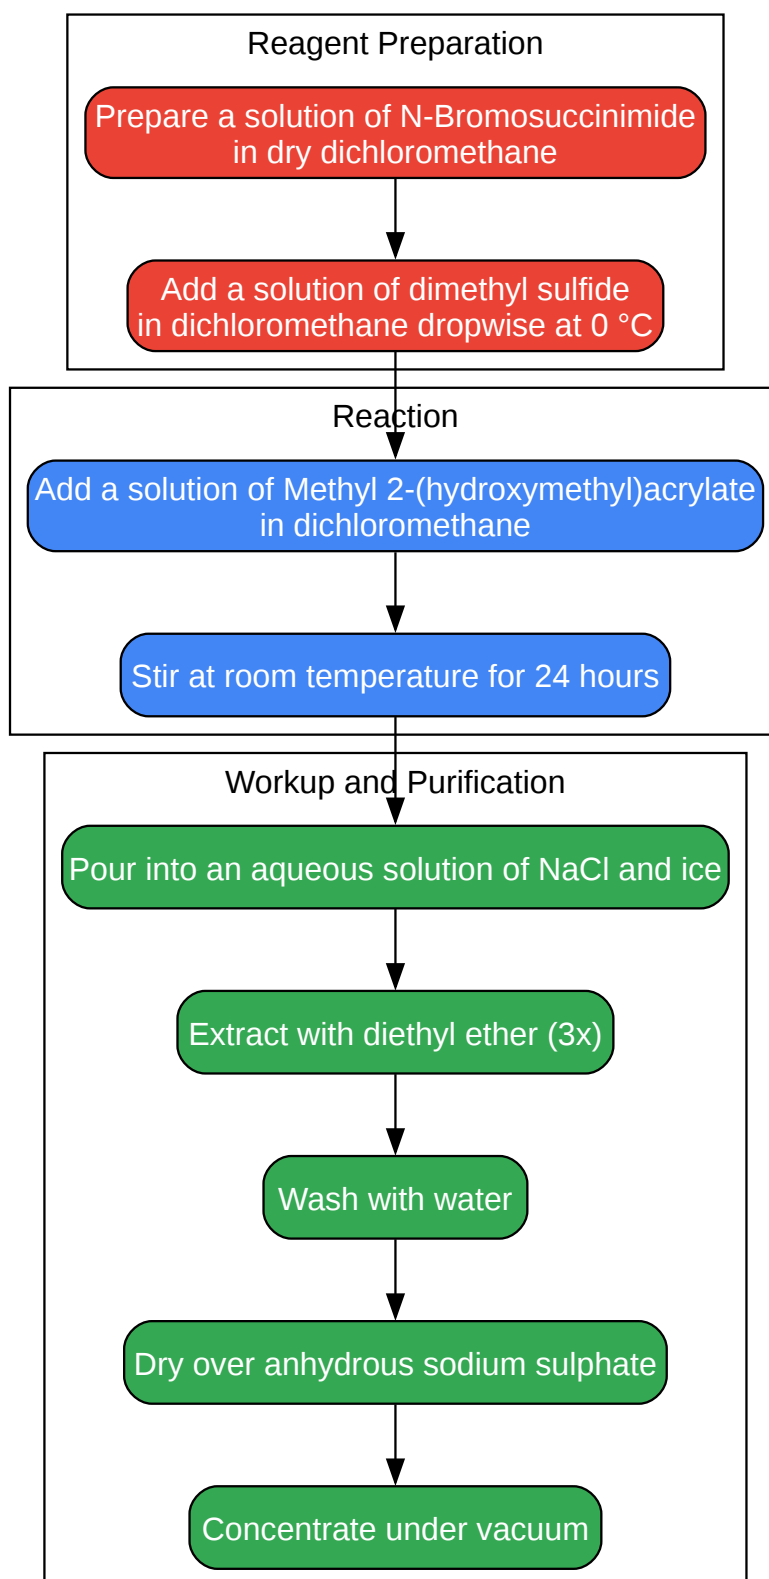 Reagent Preparation
Prepare a solution of N-Bromosuccinimide
in dry dichloromethane
Add a solution of dimethyl sulfide
in dichloromethane dropwise at 0 °C
Reaction
Add a solution of Methyl 2-(hydroxymethyl)acrylate
in dichloromethane
Stir at room temperature for 24 hours
Workup and Purification
Pour into an aqueous solution of NaCl and ice
Extract with diethyl ether (3x)
Wash with water
Dry over anhydrous sodium sulphate
Concentrate under vacuum